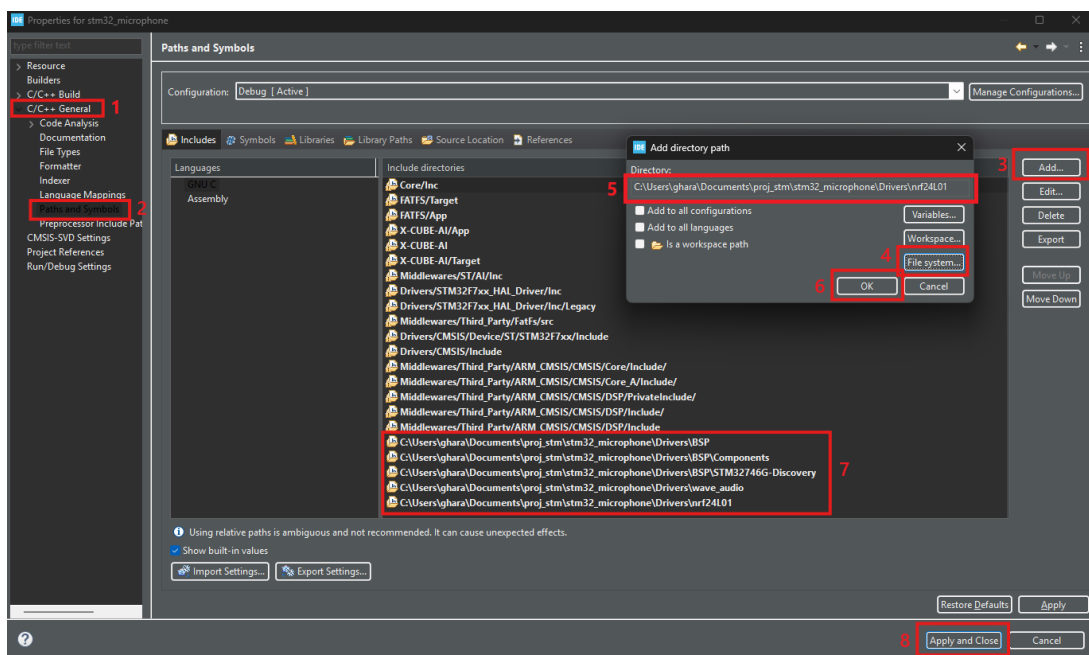 IDE Properties for stm32_microphone
type filter text
Resource
Builders
C/C++ Build
C/C++ General 1
Code Analysis
Documentation
File Types
Formatter
Indexer
Language Mappings
Paths and Symbols 2
Preprocessor Include Pat
CMSIS-SVD Settings
Project References
Run/Debug Settings
Paths and Symbols
Configuration: Debug [ Active ]
Manage Configurations...
Includes Symbols Libraries Library Paths Source Location References
Languages
GNU C
Assembly
Include directories
Core/Inc
FATFS/Target
FATFS/App
X-CUBE-AI/App
X-CUBE-AI
X-CUBE-AI/Target
Middlewares/ST/AI/Inc
Drivers/STM32F7xx_HAL_Driver/Inc
Drivers/STM32F7xx_HAL_Driver/Inc/Legacy
Middlewares/Third_Party/FatFs/src
Drivers/CMSIS/Device/ST/STM32F7xx/Include
Drivers/CMSIS/Include
Middlewares/Third_Party/ARM_CMSIS/CMSIS/Core/Include/
Middlewares/Third_Party/ARM_CMSIS/CMSIS/Core_A/Include/
Middlewares/Third_Party/ARM_CMSIS/CMSIS/DSP/PrivateInclude/
Middlewares/Third_Party/ARM_CMSIS/CMSIS/DSP/Include/
Middlewares/Third_Party/ARM_CMSIS/CMSIS/DSP/Include
C:\Users\ghara\Documents\proj_stm\stm32_microphone\Drivers\BSP
C:\Users\ghara\Documents\proj_stm\stm32_microphone\Drivers\BSP\Components
C:\Users\ghara\Documents\proj_stm\stm32_microphone\Drivers\BSP\STM32746G-Discovery
C:\Users\ghara\Documents\proj_stm\stm32_microphone\Drivers\wave_audio
C:\Users\ghara\Documents\proj_stm\stm32_microphone\Drivers\nrf24L01
7
IDE Add directory path
Directory:
5 C:\Users\ghara\Documents\proj_stm\stm32_microphone\Drivers\nrf24L01
Add to all configurations
Add to all languages
Is a workspace path
Variables...
Workspace...
4 File system...
6 OK Cancel
3 Add...
Edit...
Delete
Export
Move Up
Move Down
Using relative paths is ambiguous and not recommended. It can cause unexpected effects.
Show built-in values
Import Settings... Export Settings...
Restore Defaults Apply
8 Apply and Close Cancel